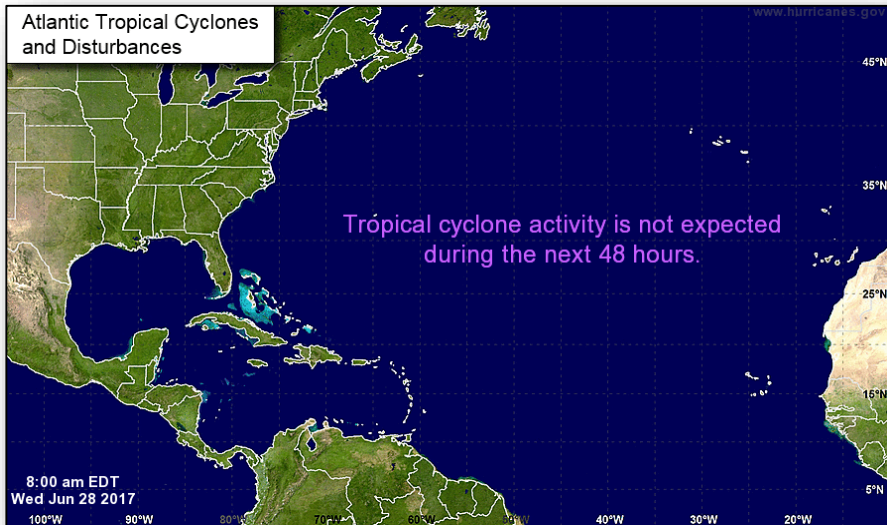 Atlantic Tropical Cyclones
and Disturbances
www.hurricanes.gov
45°N
35°N
Tropical cyclone activity is not expected
during the next 48 hours.
25°N
15°N
8:00 am EDT
Wed Jun 28 2017
5°N
100°W 90°W 80°W 70°W 60°W 50°W 40°W 30°W 20°W